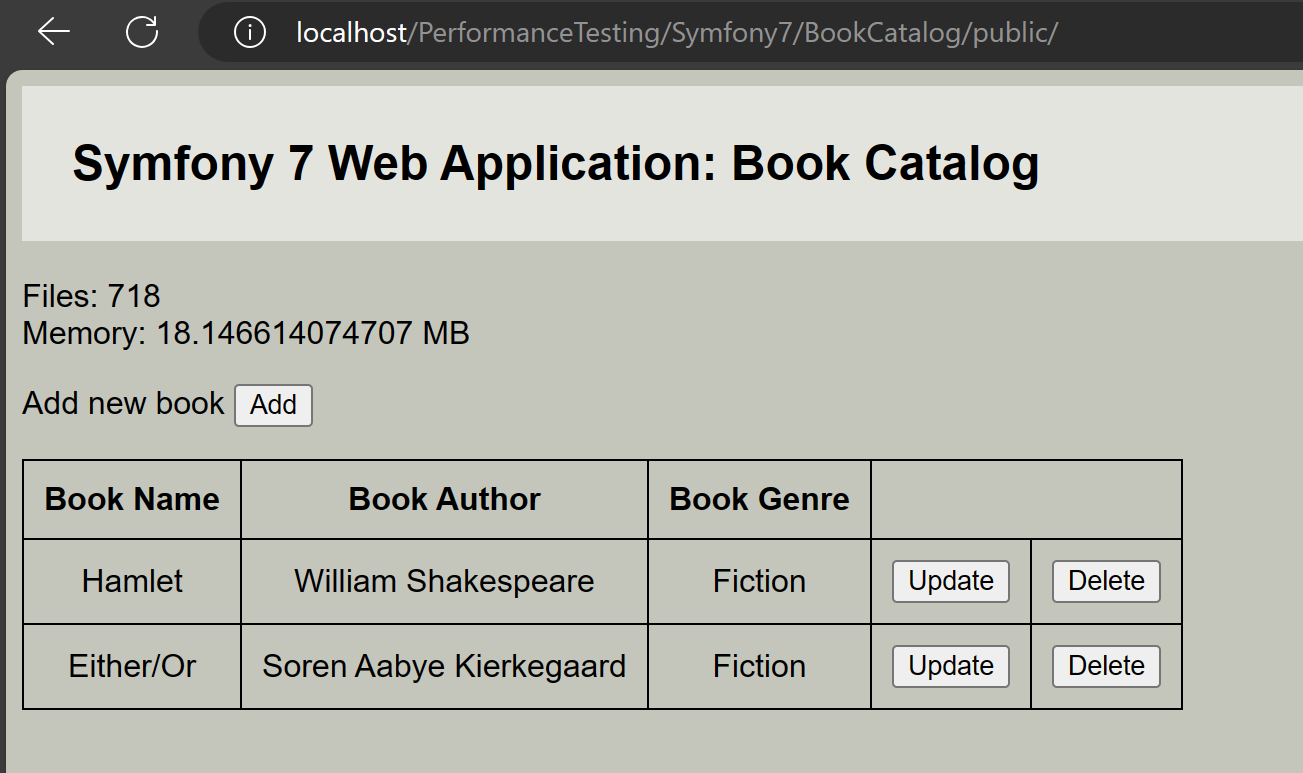 localhost/PerformanceTesting/Symfony7/BookCatalog/public/
Symfony 7 Web Application: Book Catalog
Files: 718
Memory: 18.146614074707 MB
Add new book Add
Book Name Book Author Book Genre
Hamlet William Shakespeare Fiction Update Delete
Either/Or Soren Aabye Kierkegaard Fiction Update Delete